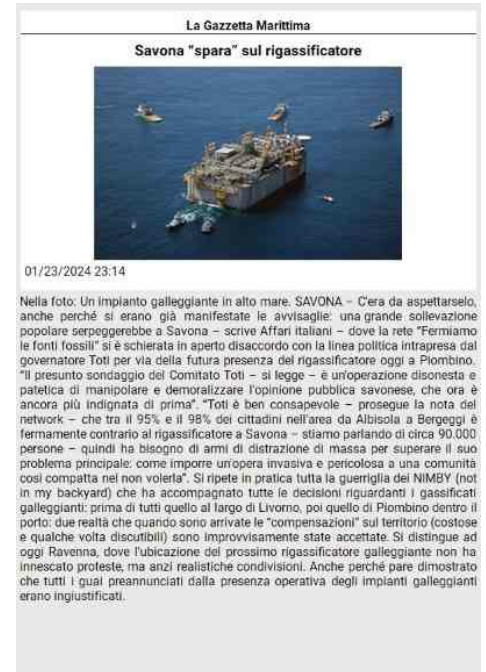 La Gazzetta Marittima
Savona "spara" sul rigassificatore
01/23/2024 23:14
Nella foto: Un impianto galleggiante in alto mare. SAVONA – C'era da aspettarselo,
anche perché si erano già manifestate le avvisaglie: una grande sollevazione
popolare serpeggerebbe a Savona – scrive Affari italiani – dove la rete "Fermiamo
le fonti fossili" si è schierata in aperto disaccordo con la linea politica intrapresa dal
governatore Toti per via della futura presenza del rigassificatore oggi a Piombino.
"Il presunto sondaggio del Comitato Toti – si legge – è un'operazione disonesta e
patetica di manipolare e demoralizzare l'opinione pubblica savonese, che ora è
ancora più indignata di prima". "Toti è ben consapevole – prosegue la nota del
network – che tra il 95% e il 98% dei cittadini nell'area da Albisola a Bergeggi è
fermamente contrario al rigassificatore a Savona – stiamo parlando di circa 90.000
persone – quindi ha bisogno di armi di distrazione di massa per superare il suo
problema principale: come imporre un'opera invasiva e pericolosa a una comunità
così compatta nel non volerla". Si ripete in pratica tutta la guerriglia dei NIMBY (not
in my backyard) che ha accompagnato tutte le decisioni riguardanti i gassificati
galleggianti: prima di tutti quello al largo di Livorno, poi quello di Piombino dentro il
porto: due realtà che quando sono arrivate le "compensazioni" sul territorio (costose
e qualche volta discutibili) sono improvvisamente state accettate. Si distingue ad
oggi Ravenna, dove l'ubicazione del prossimo rigassificatore galleggiante non ha
innescato proteste, ma anzi realistiche condivisioni. Anche perché pare dimostrato
che tutti i guai preannunciati dalla presenza operativa degli impianti galleggianti
erano ingiustificati.